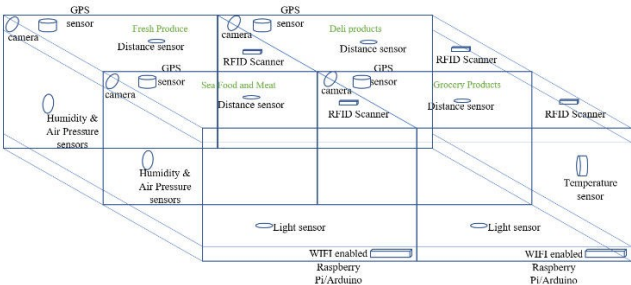 GPS
sensor
GPS
sensor
camera
Fresh Produce
camera
Deli products
Distance sensor
Distance sensor
RFID Scanner
RFID Scanner
GPS
sensor
GPS
sensor
camera
Sea Food and Meat
camera
Grocery Products
Distance sensor
Distance sensor
RFID Scanner
RFID Scanner
Humidity &
Air Pressure
sensors
Humidity &
Air Pressure
sensors
Temperature
sensor
Light sensor
Light sensor
WIFI enabled
Raspberry
Pi/Arduino
WIFI enabled
Raspberry
Pi/Arduino